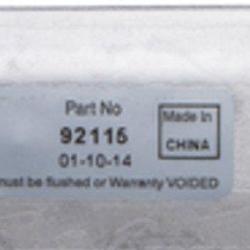 Part No
92115
01-10-14
Made In
CHINA
must be flushed or Warranty VOIDED